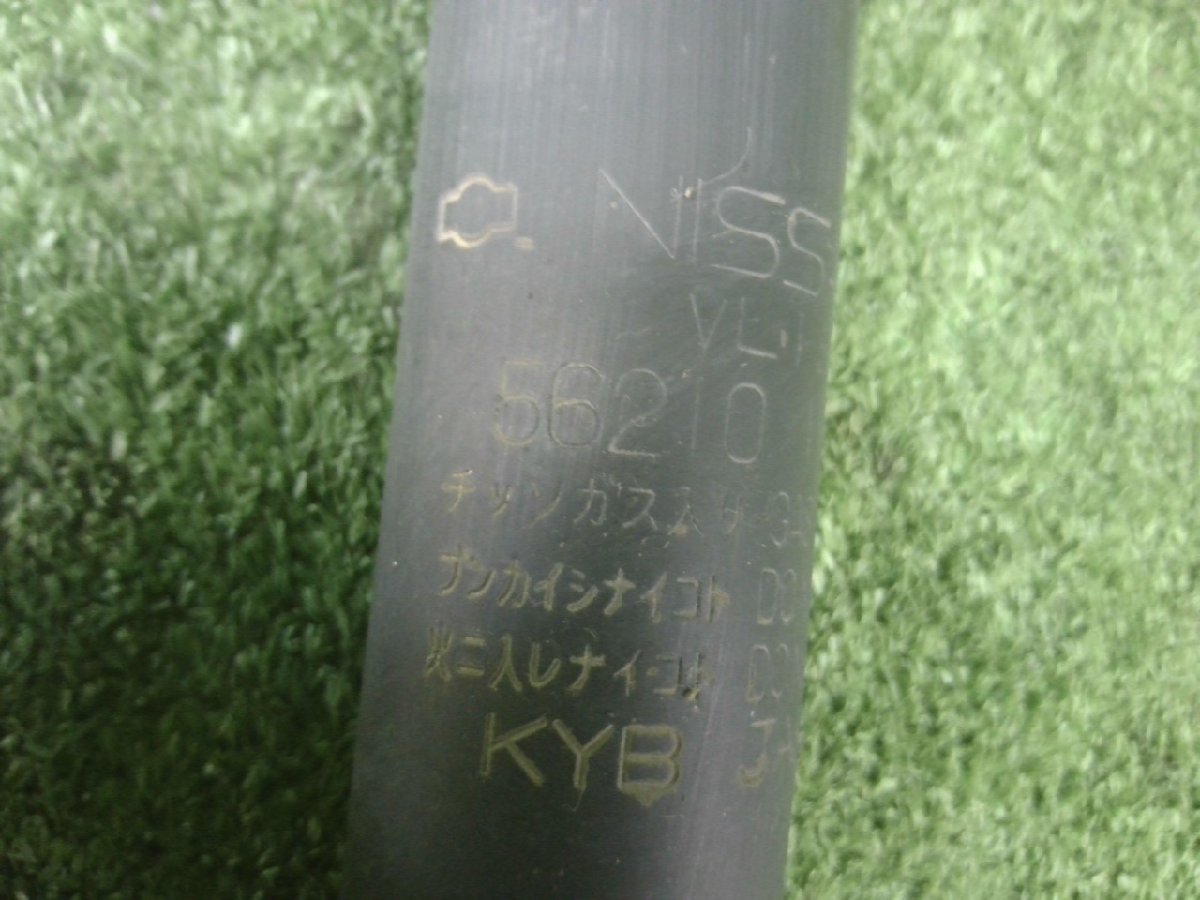 NISS
56210
チッソガス入リ
ブンカイシナイコト
火ニ入レナイコト
KYB J